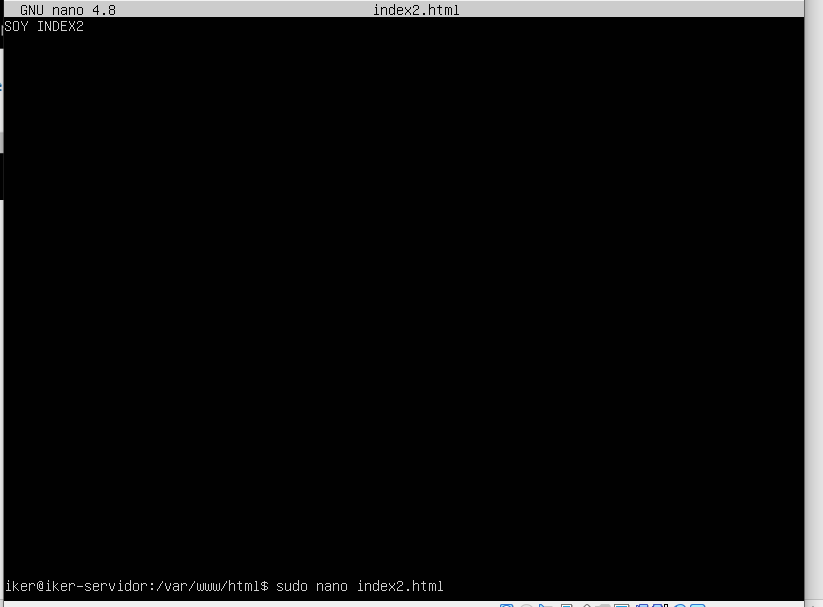 GNU nano 4.8 index2.html
SOY INDEX2
iker@iker-servidor:/var/www/html$ sudo nano index2.html